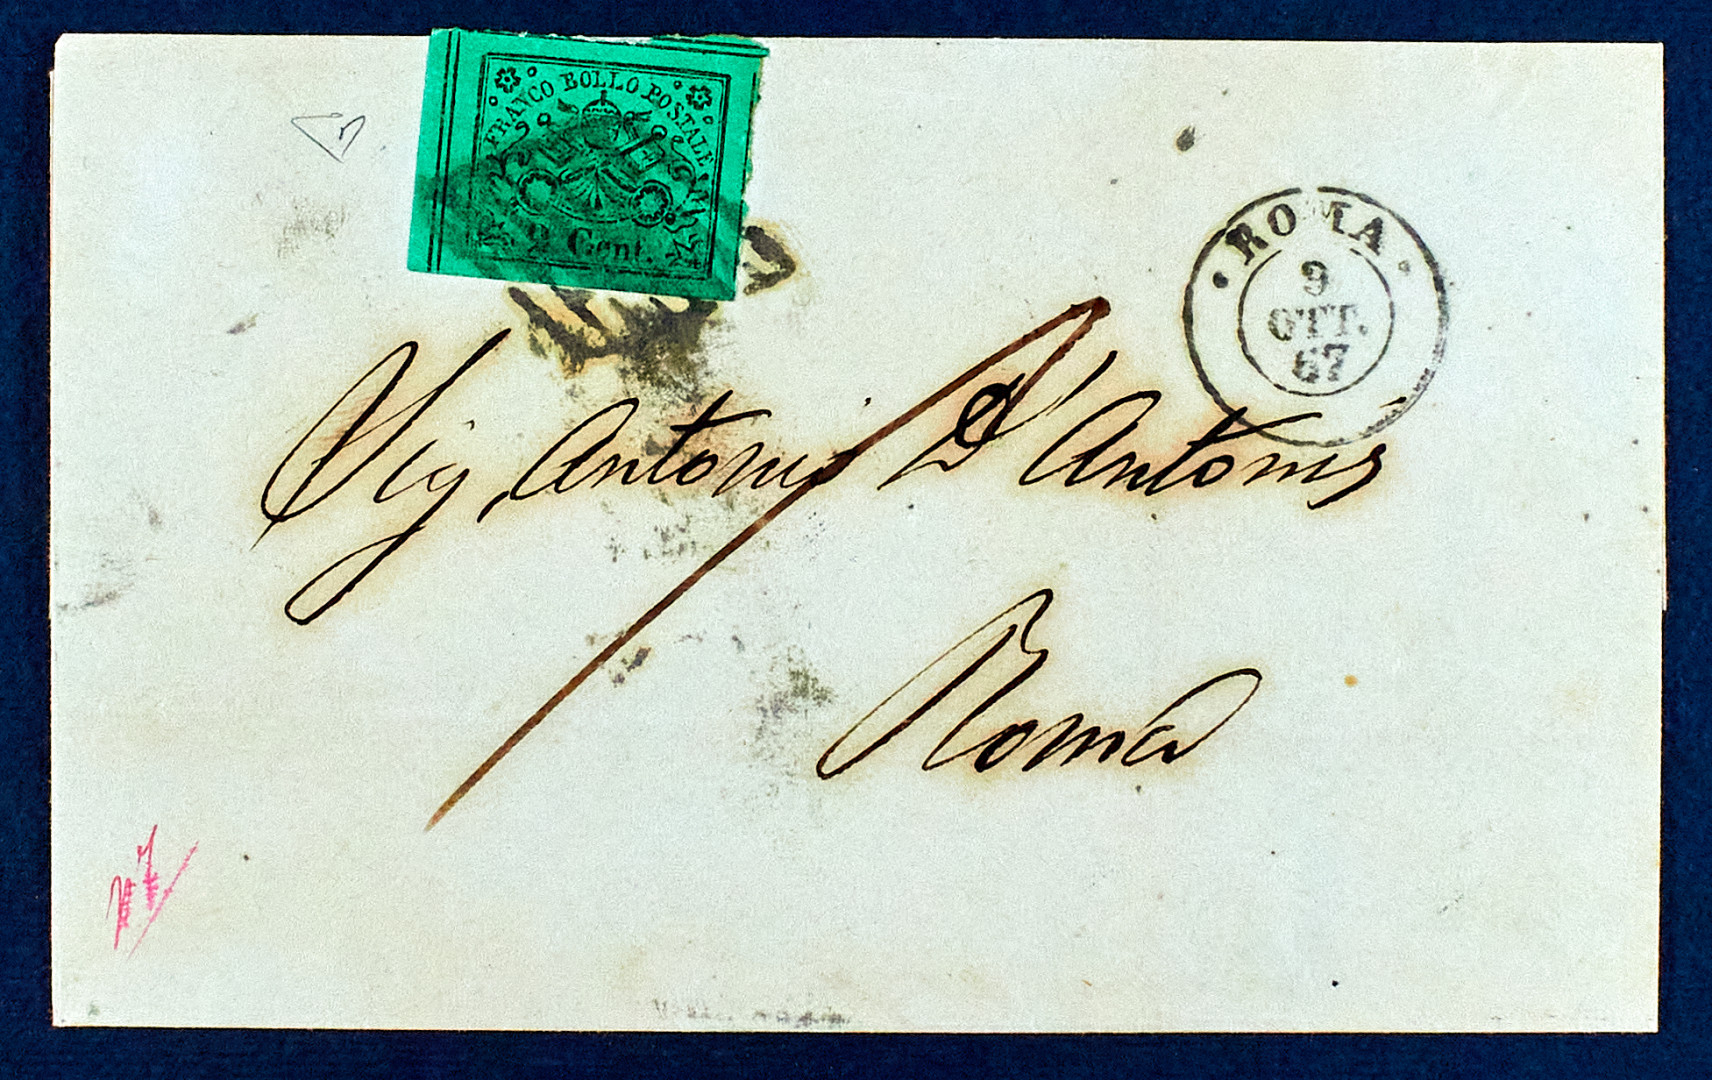 FRANCO BOLLO POSTALE
2 Cent.
ROMA
9
OTT.
67
Sig Antonio D'Antonis
Roma